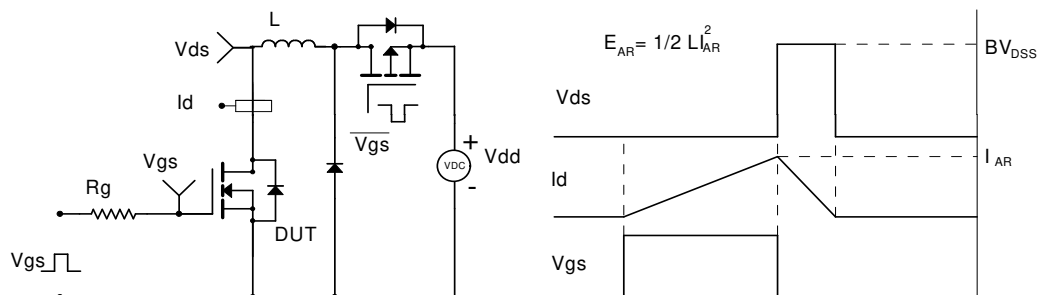 L
Vds
Id
Vgs
Vgs
+
VDC
Vdd
-
Rg
DUT
Vgs
E_AR = 1/2 LI_AR^2
BV_DSS
Vds
I_AR
Id
Vgs